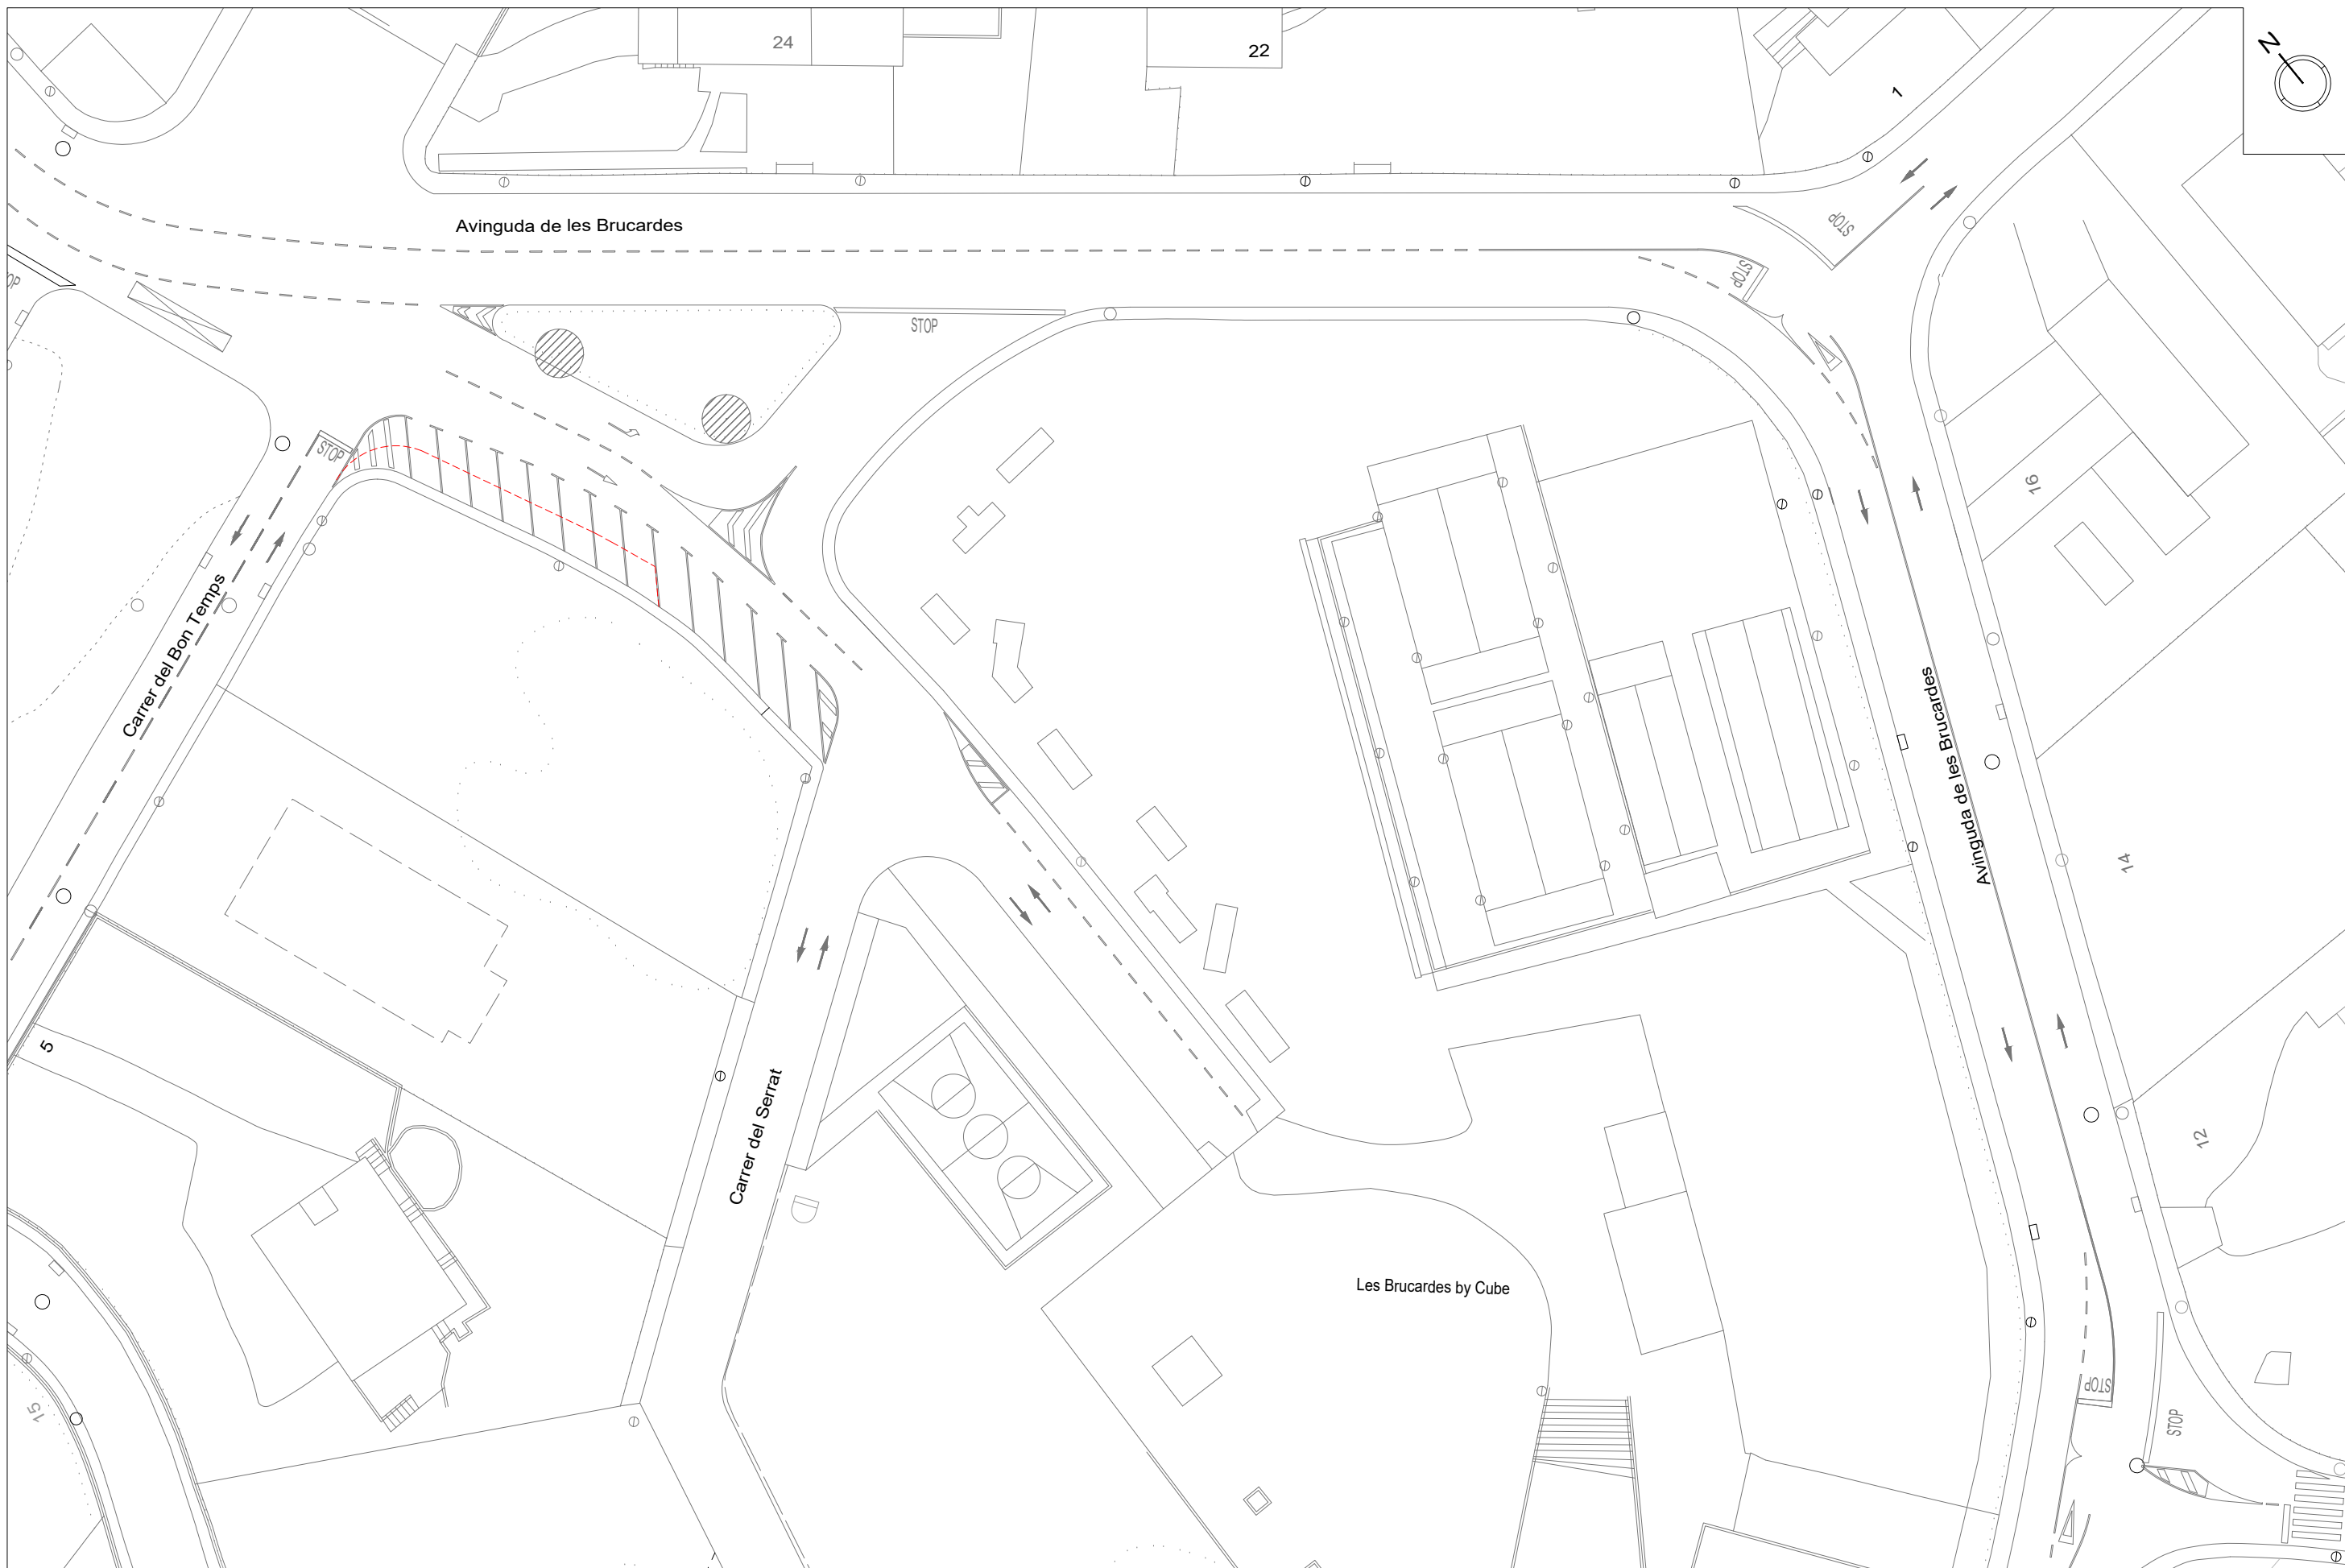 24
22
1
N
Avinguda de les Brucardes
STOP
STOP
OP
STOP
STOP
16
Carrer del Bon Temps
Avinguda de les Brucardes
14
5
Carrer del Serrat
12
Les Brucardes by Cube
STOP
STOP
15